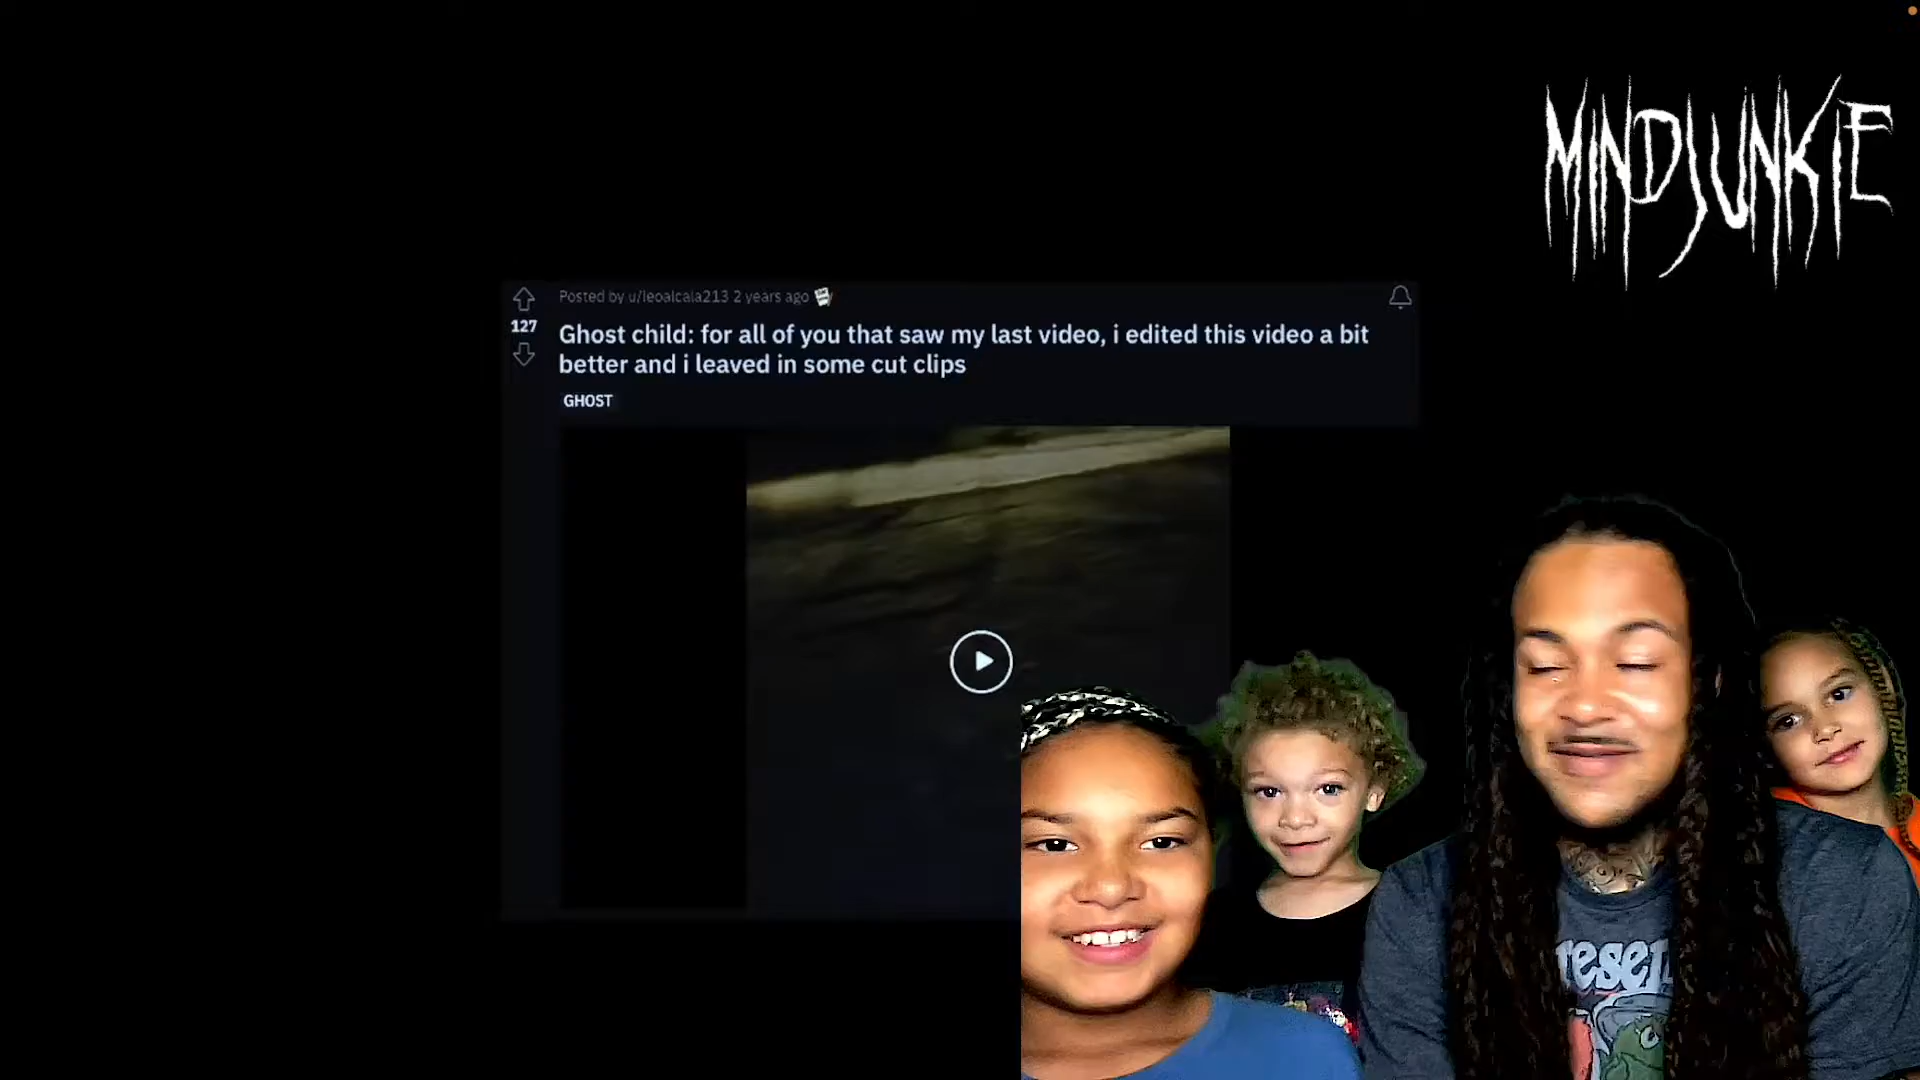 MINDJUNKIE
Posted by u/leoalcala213 2 years ago
127
Ghost child: for all of you that saw my last video, i edited this video a bit
better and i leaved in some cut clips
GHOST